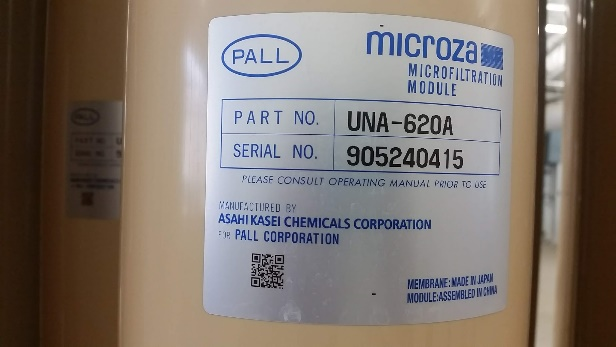 PALL
microza
MICROFILTRATION
MODULE
PART NO. UNA-620A
SERIAL NO. 905240415
PLEASE CONSULT OPERATING MANUAL PRIOR TO USE
MANUFACTURED BY
ASAHI KASEI CHEMICALS CORPORATION
FOR PALL CORPORATION
MEMBRANE: MADE IN JAPAN
MODULE: ASSEMBLED IN CHINA